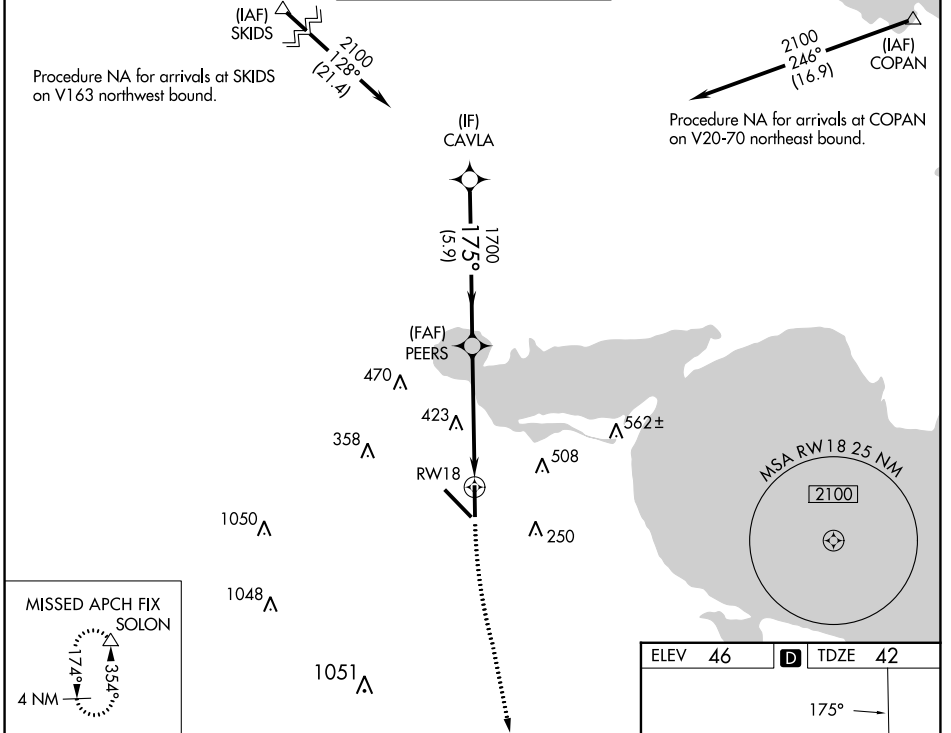 (IAF)
SKIDS
2100
128°
(21.4)
Procedure NA for arrivals at SKIDS
on V163 northwest bound.
2100
246°
(16.9)
(IAF)
COPAN
Procedure NA for arrivals at COPAN
on V20-70 northeast bound.
(IF)
CAVLA
1700
175°
(5.9)
(FAF)
PEERS
470
423
562±
358
508
RW18
1050
250
1048
1051
MSA RW18 25 NM
2100
MISSED APCH FIX
SOLON
174°
354°
4 NM
ELEV 46 D TDZE 42
175°